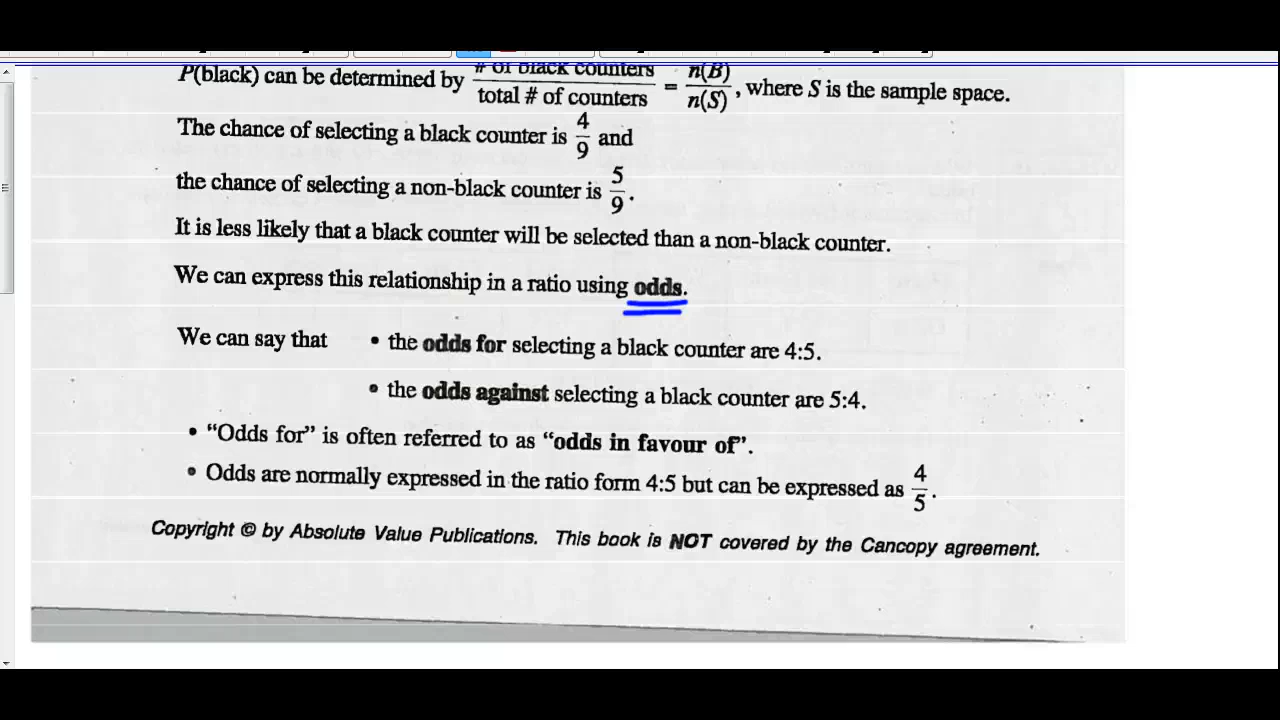 P(black) can be determined by # of black counters / total # of counters = n(B) / n(S) , where S is the sample space.
The chance of selecting a black counter is 4/9 and
the chance of selecting a non-black counter is 5/9.
It is less likely that a black counter will be selected than a non-black counter.
We can express this relationship in a ratio using odds.
We can say that • the odds for selecting a black counter are 4:5.
• the odds against selecting a black counter are 5:4.
• “Odds for” is often referred to as “odds in favour of”.
• Odds are normally expressed in the ratio form 4:5 but can be expressed as 4/5.
Copyright © by Absolute Value Publications. This book is NOT covered by the Cancopy agreement.